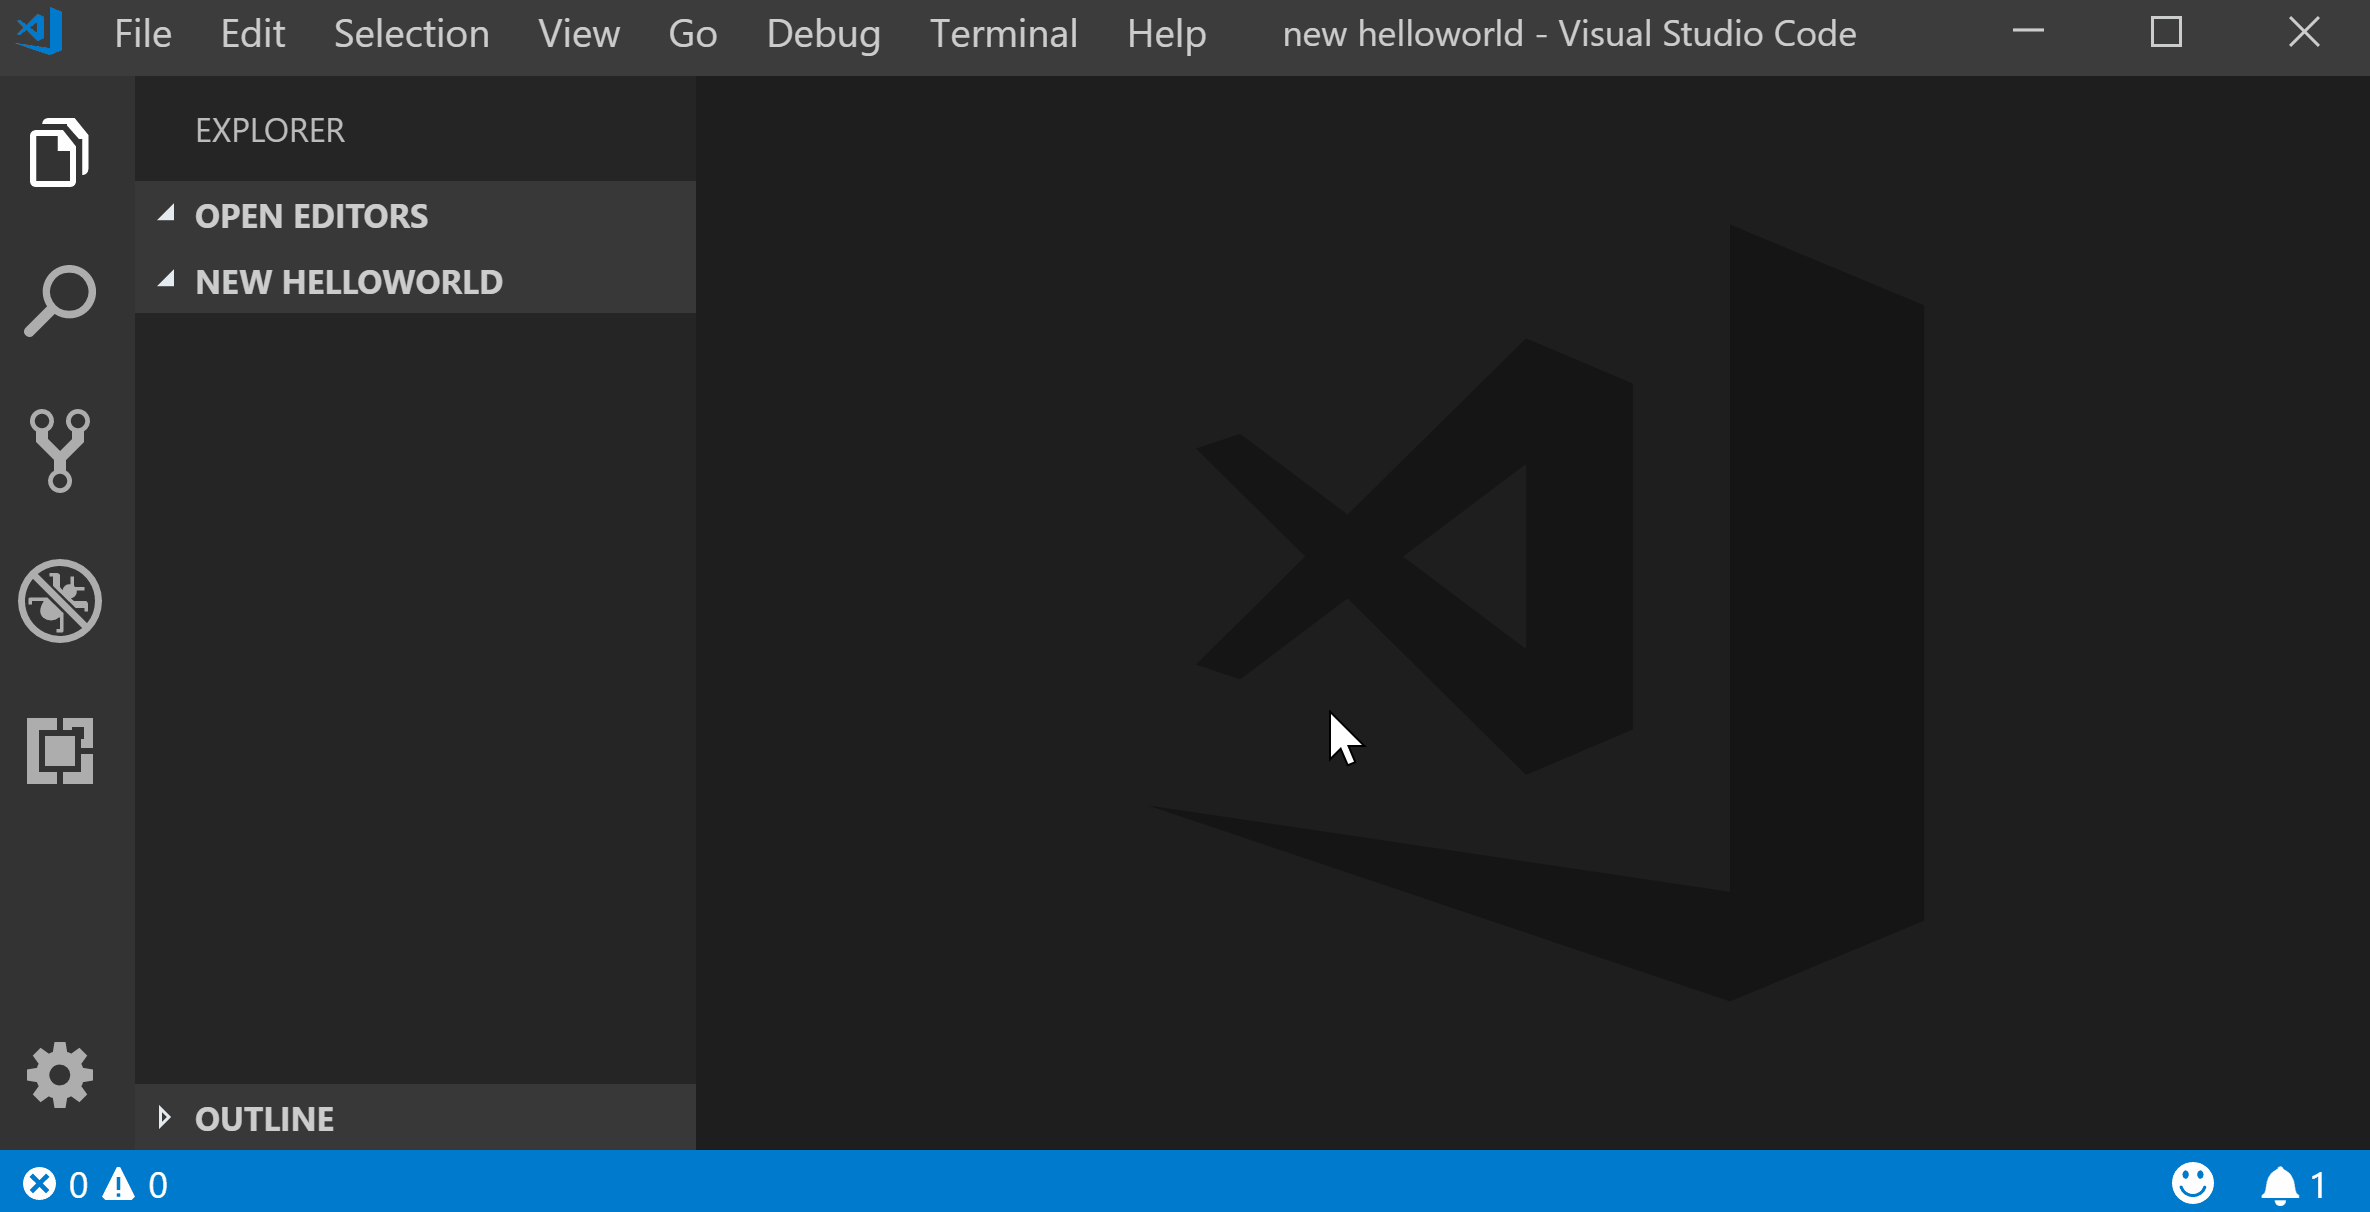 File Edit Selection View Go Debug Terminal Help new helloworld - Visual Studio Code
EXPLORER
OPEN EDITORS
NEW HELLOWORLD
OUTLINE
0 0 1